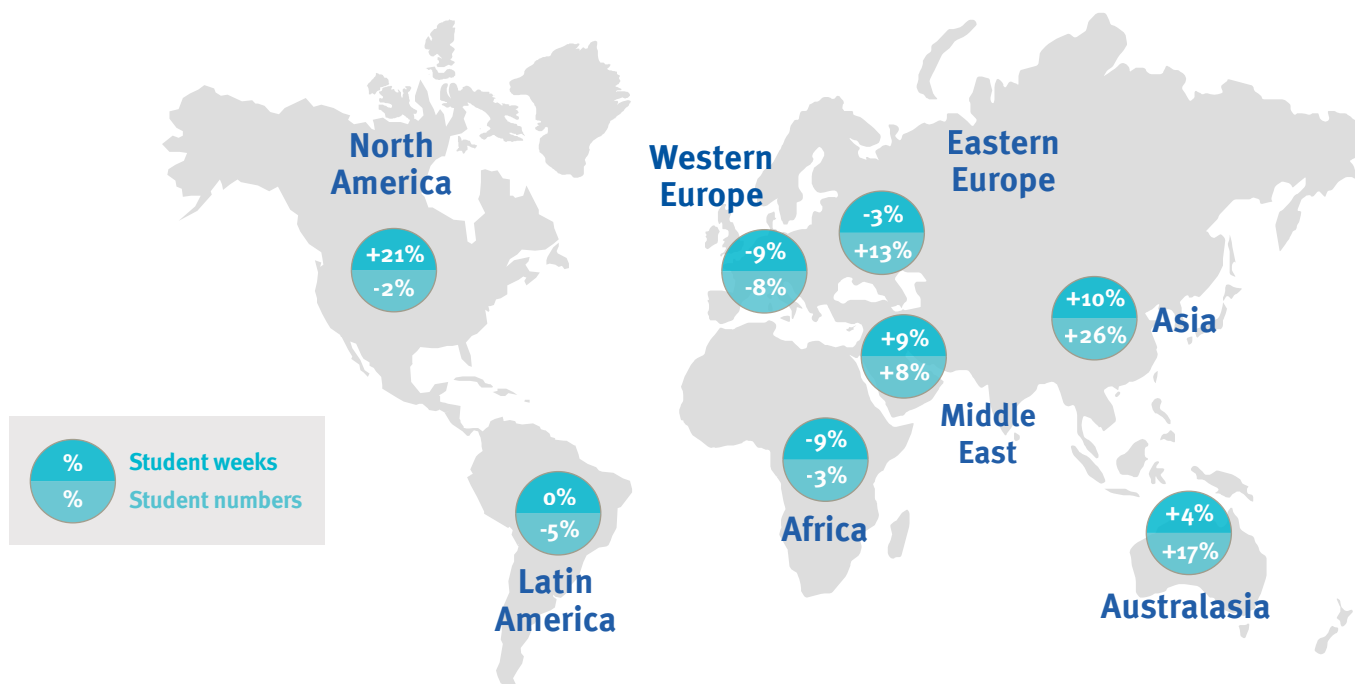 North
America
+21%
-2%
Western
Europe
-9%
-8%
Eastern
Europe
-3%
+13%
+10%
+26%
Asia
+9%
+8%
Middle
East
-9%
-3%
Africa
% Student weeks
% Student numbers
0%
-5%
Latin
America
+4%
+17%
Australasia